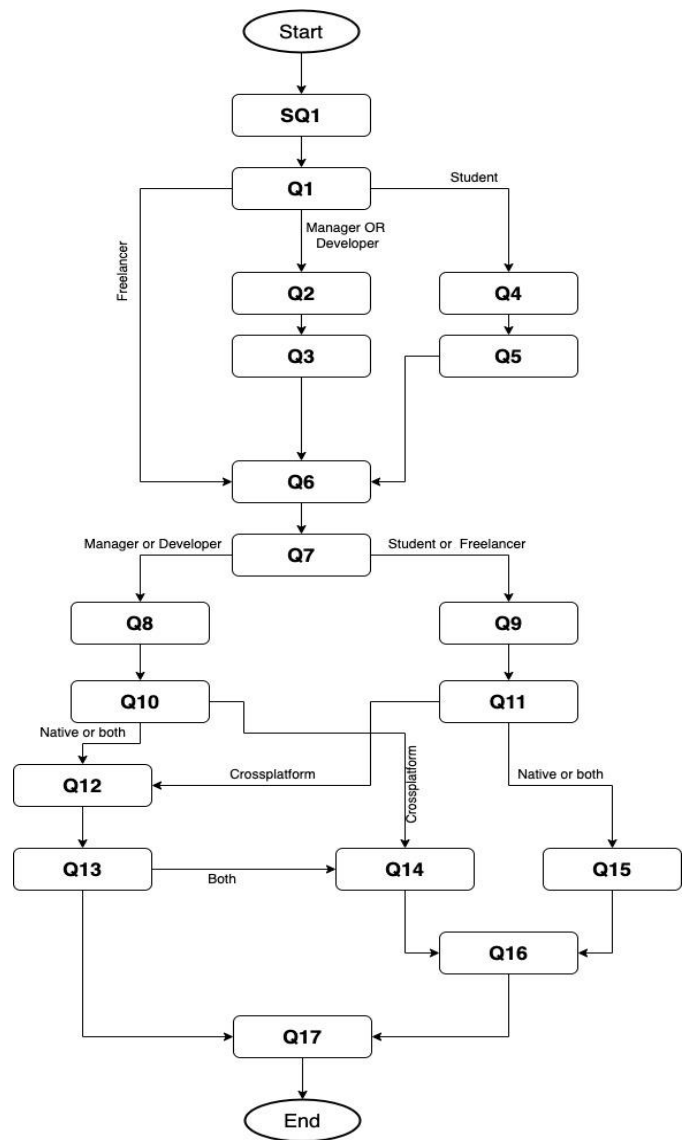 Start
SQ1
Q1
Student
Manager OR
Developer
Freelancer
Q2
Q4
Q3
Q5
Q6
Manager or Developer
Q7
Student or Freelancer
Q8
Q9
Q10
Q11
Native or both
Q12
Crossplatform
Crossplatform
Native or both
Q13
Both
Q14
Q15
Q16
Q17
End